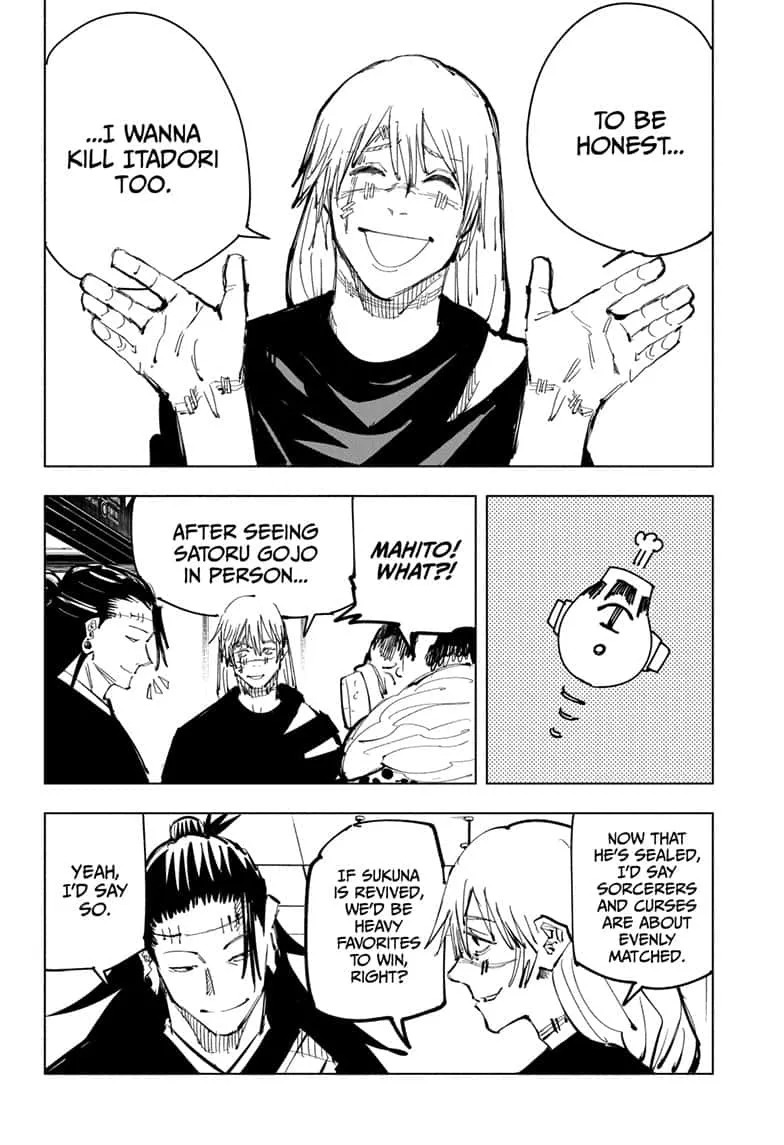 TO BE
HONEST...
...I WANNA
KILL ITADORI
TOO.
MAHITO!
WHAT?!
AFTER SEEING
SATORU GOJO
IN PERSON...
NOW THAT
HE'S SEALED,
I'D SAY
SORCERERS
AND CURSES
ARE ABOUT
EVENLY
MATCHED.
IF SUKUNA
IS REVIVED,
WE'D BE
HEAVY
FAVORITES
TO WIN,
RIGHT?
YEAH,
I'D SAY
SO.